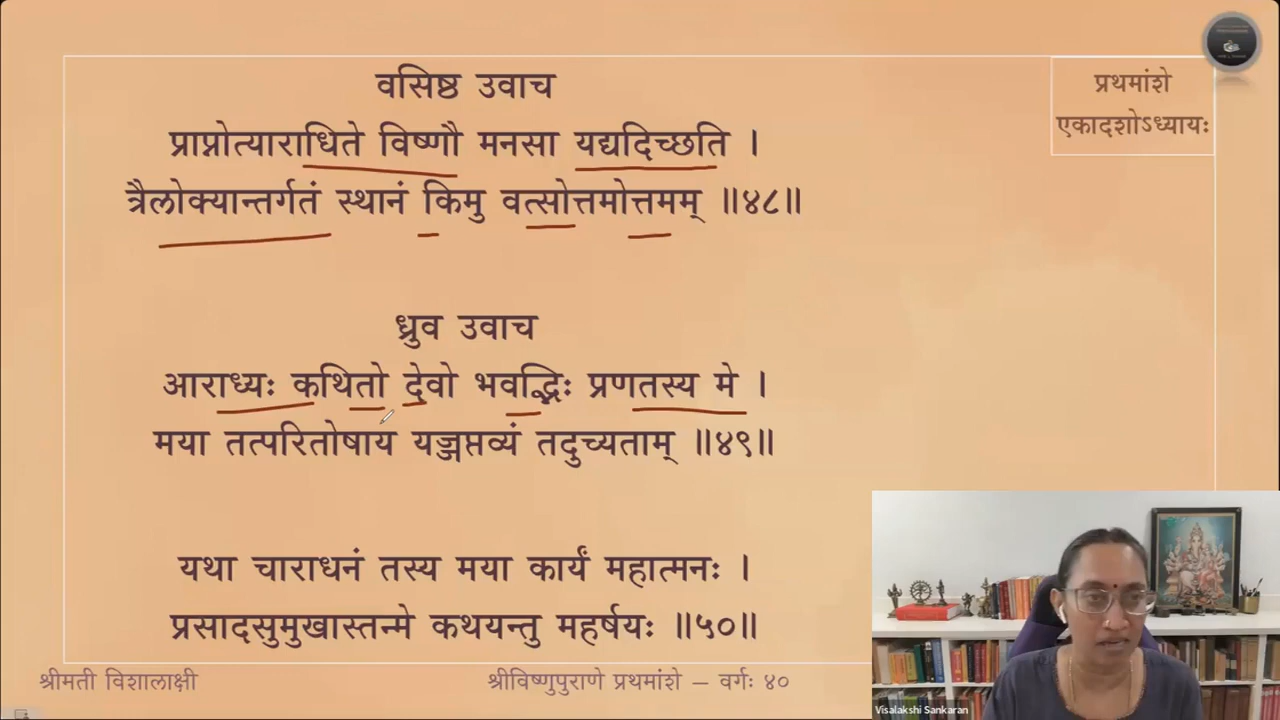 वसिष्ठ उवाच
प्राप्नोत्याराधिते विष्णौ मनसा यद्यदिच्छति ।
त्रैलोक्यान्तर्गतं स्थानं किमु वत्सोत्तमोत्तमम् ॥४८॥
ध्रुव उवाच
आराध्यः कथितो देवो भवद्भिः प्रणतस्य मे ।
मया तत्परितोषाय यज्जप्तव्यं तदुच्यताम् ॥४९॥
यथा चाराधनं तस्य मया कार्यं महात्मनः ।
प्रसादसुमुखास्तन्मे कथयन्तु महर्षयः ॥५०॥
प्रथमांशे
एकादशोऽध्यायः
श्रीमती विशालाक्षी
श्रीविष्णुपुराणे प्रथमांशे – वर्गः ४०
Visalakshi Sankaran